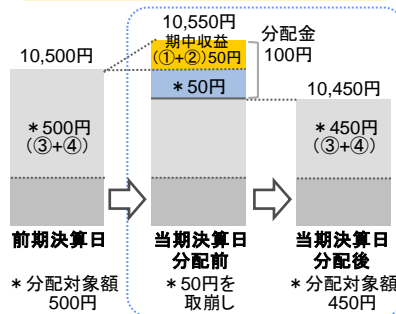 10,550円
期中収益
(①+②)50円
分配金
100円
10,500円
*50円
10,450円
*500円
(③+④)
*450円
(③+④)
前期決算日
当期決算日
分配前
当期決算日
分配後
*分配対象額
500円
*50円を
取崩し
*分配対象額
450円